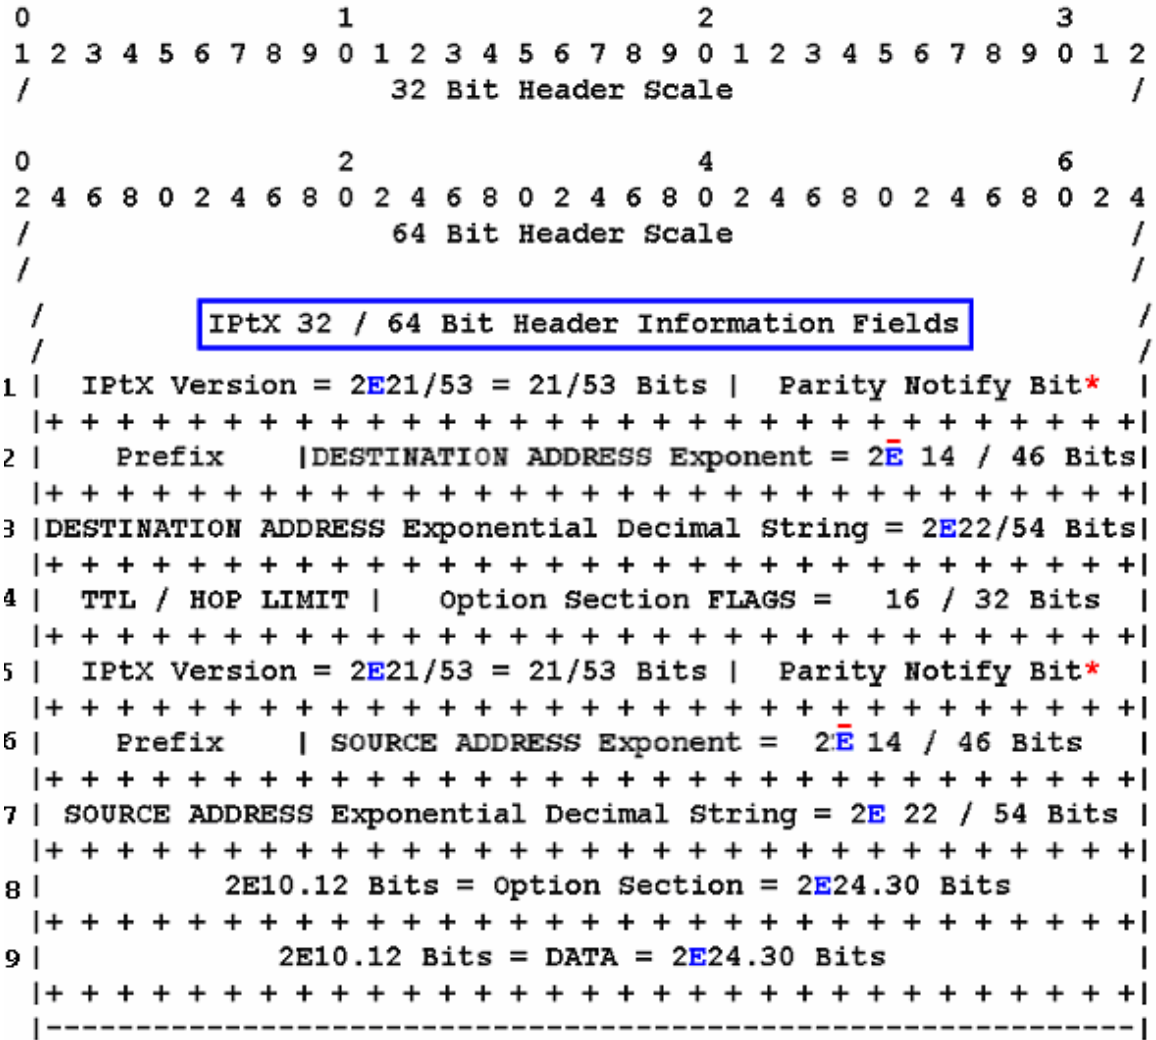 0 1 2 3
1 2 3 4 5 6 7 8 9 0 1 2 3 4 5 6 7 8 9 0 1 2 3 4 5 6 7 8 9 0 1 2
/ 32 Bit Header Scale /
0 2 4 6
2 4 6 8 0 2 4 6 8 0 2 4 6 8 0 2 4 6 8 0 2 4 6 8 0 2 4 6 8 0 2 4
/ 64 Bit Header Scale /
/ /
/ IPtX 32 / 64 Bit Header Information Fields /
/ /
1 | IPtX Version = 2E21/53 = 21/53 Bits | Parity Notify Bit* |
|+ + + + + + + + + + + + + + + + + + + + + + + + + + + + + + +|
2 | Prefix |DESTINATION ADDRESS Exponent = 2E̅ 14 / 46 Bits|
|+ + + + + + + + + + + + + + + + + + + + + + + + + + + + + + +|
3 |DESTINATION ADDRESS Exponential Decimal String = 2E22/54 Bits|
|+ + + + + + + + + + + + + + + + + + + + + + + + + + + + + + +|
4 | TTL / HOP LIMIT | Option Section FLAGS = 16 / 32 Bits |
|+ + + + + + + + + + + + + + + + + + + + + + + + + + + + + + +|
5 | IPtX Version = 2E21/53 = 21/53 Bits | Parity Notify Bit* |
|+ + + + + + + + + + + + + + + + + + + + + + + + + + + + + + +|
6 | Prefix | SOURCE ADDRESS Exponent = 2E̅ 14 / 46 Bits |
|+ + + + + + + + + + + + + + + + + + + + + + + + + + + + + + +|
7 | SOURCE ADDRESS Exponential Decimal String = 2E 22 / 54 Bits |
|+ + + + + + + + + + + + + + + + + + + + + + + + + + + + + + +|
8 | 2E10.12 Bits = Option Section = 2E24.30 Bits |
|+ + + + + + + + + + + + + + + + + + + + + + + + + + + + + + +|
9 | 2E10.12 Bits = DATA = 2E24.30 Bits |
|+ + + + + + + + + + + + + + + + + + + + + + + + + + + + + + +|
|-------------------------------------------------------------|